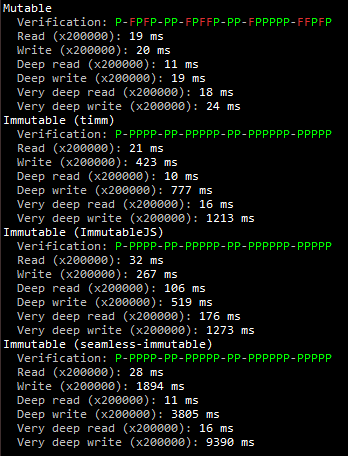 Mutable
Verification: P-FPFP-PP-FPFFP-PP-FPPPPP-FFPFP
Read (x200000): 19 ms
Write (x200000): 20 ms
Deep read (x200000): 11 ms
Deep write (x200000): 19 ms
Very deep read (x200000): 18 ms
Very deep write (x200000): 24 ms
Immutable (timm)
Verification: P-PPPPP-PPPPPP-PP-PPPPPP-PPPPP
Read (x200000): 21 ms
Write (x200000): 423 ms
Deep read (x200000): 10 ms
Deep write (x200000): 777 ms
Very deep read (x200000): 16 ms
Very deep write (x200000): 1213 ms
Immutable (ImmutableJS)
Verification: P-PPPPP-PPPPPP-PP-PPPPPP-PPPPP
Read (x200000): 32 ms
Write (x200000): 267 ms
Deep read (x200000): 106 ms
Deep write (x200000): 519 ms
Very deep read (x200000): 176 ms
Very deep write (x200000): 1273 ms
Immutable (seamless-immutable)
Verification: P-PPPP-PP-PPPPP-PP-PPPPPP-PPPPP
Read (x200000): 28 ms
Write (x200000): 1894 ms
Deep read (x200000): 11 ms
Deep write (x200000): 3805 ms
Very deep read (x200000): 16 ms
Very deep write (x200000): 9390 ms